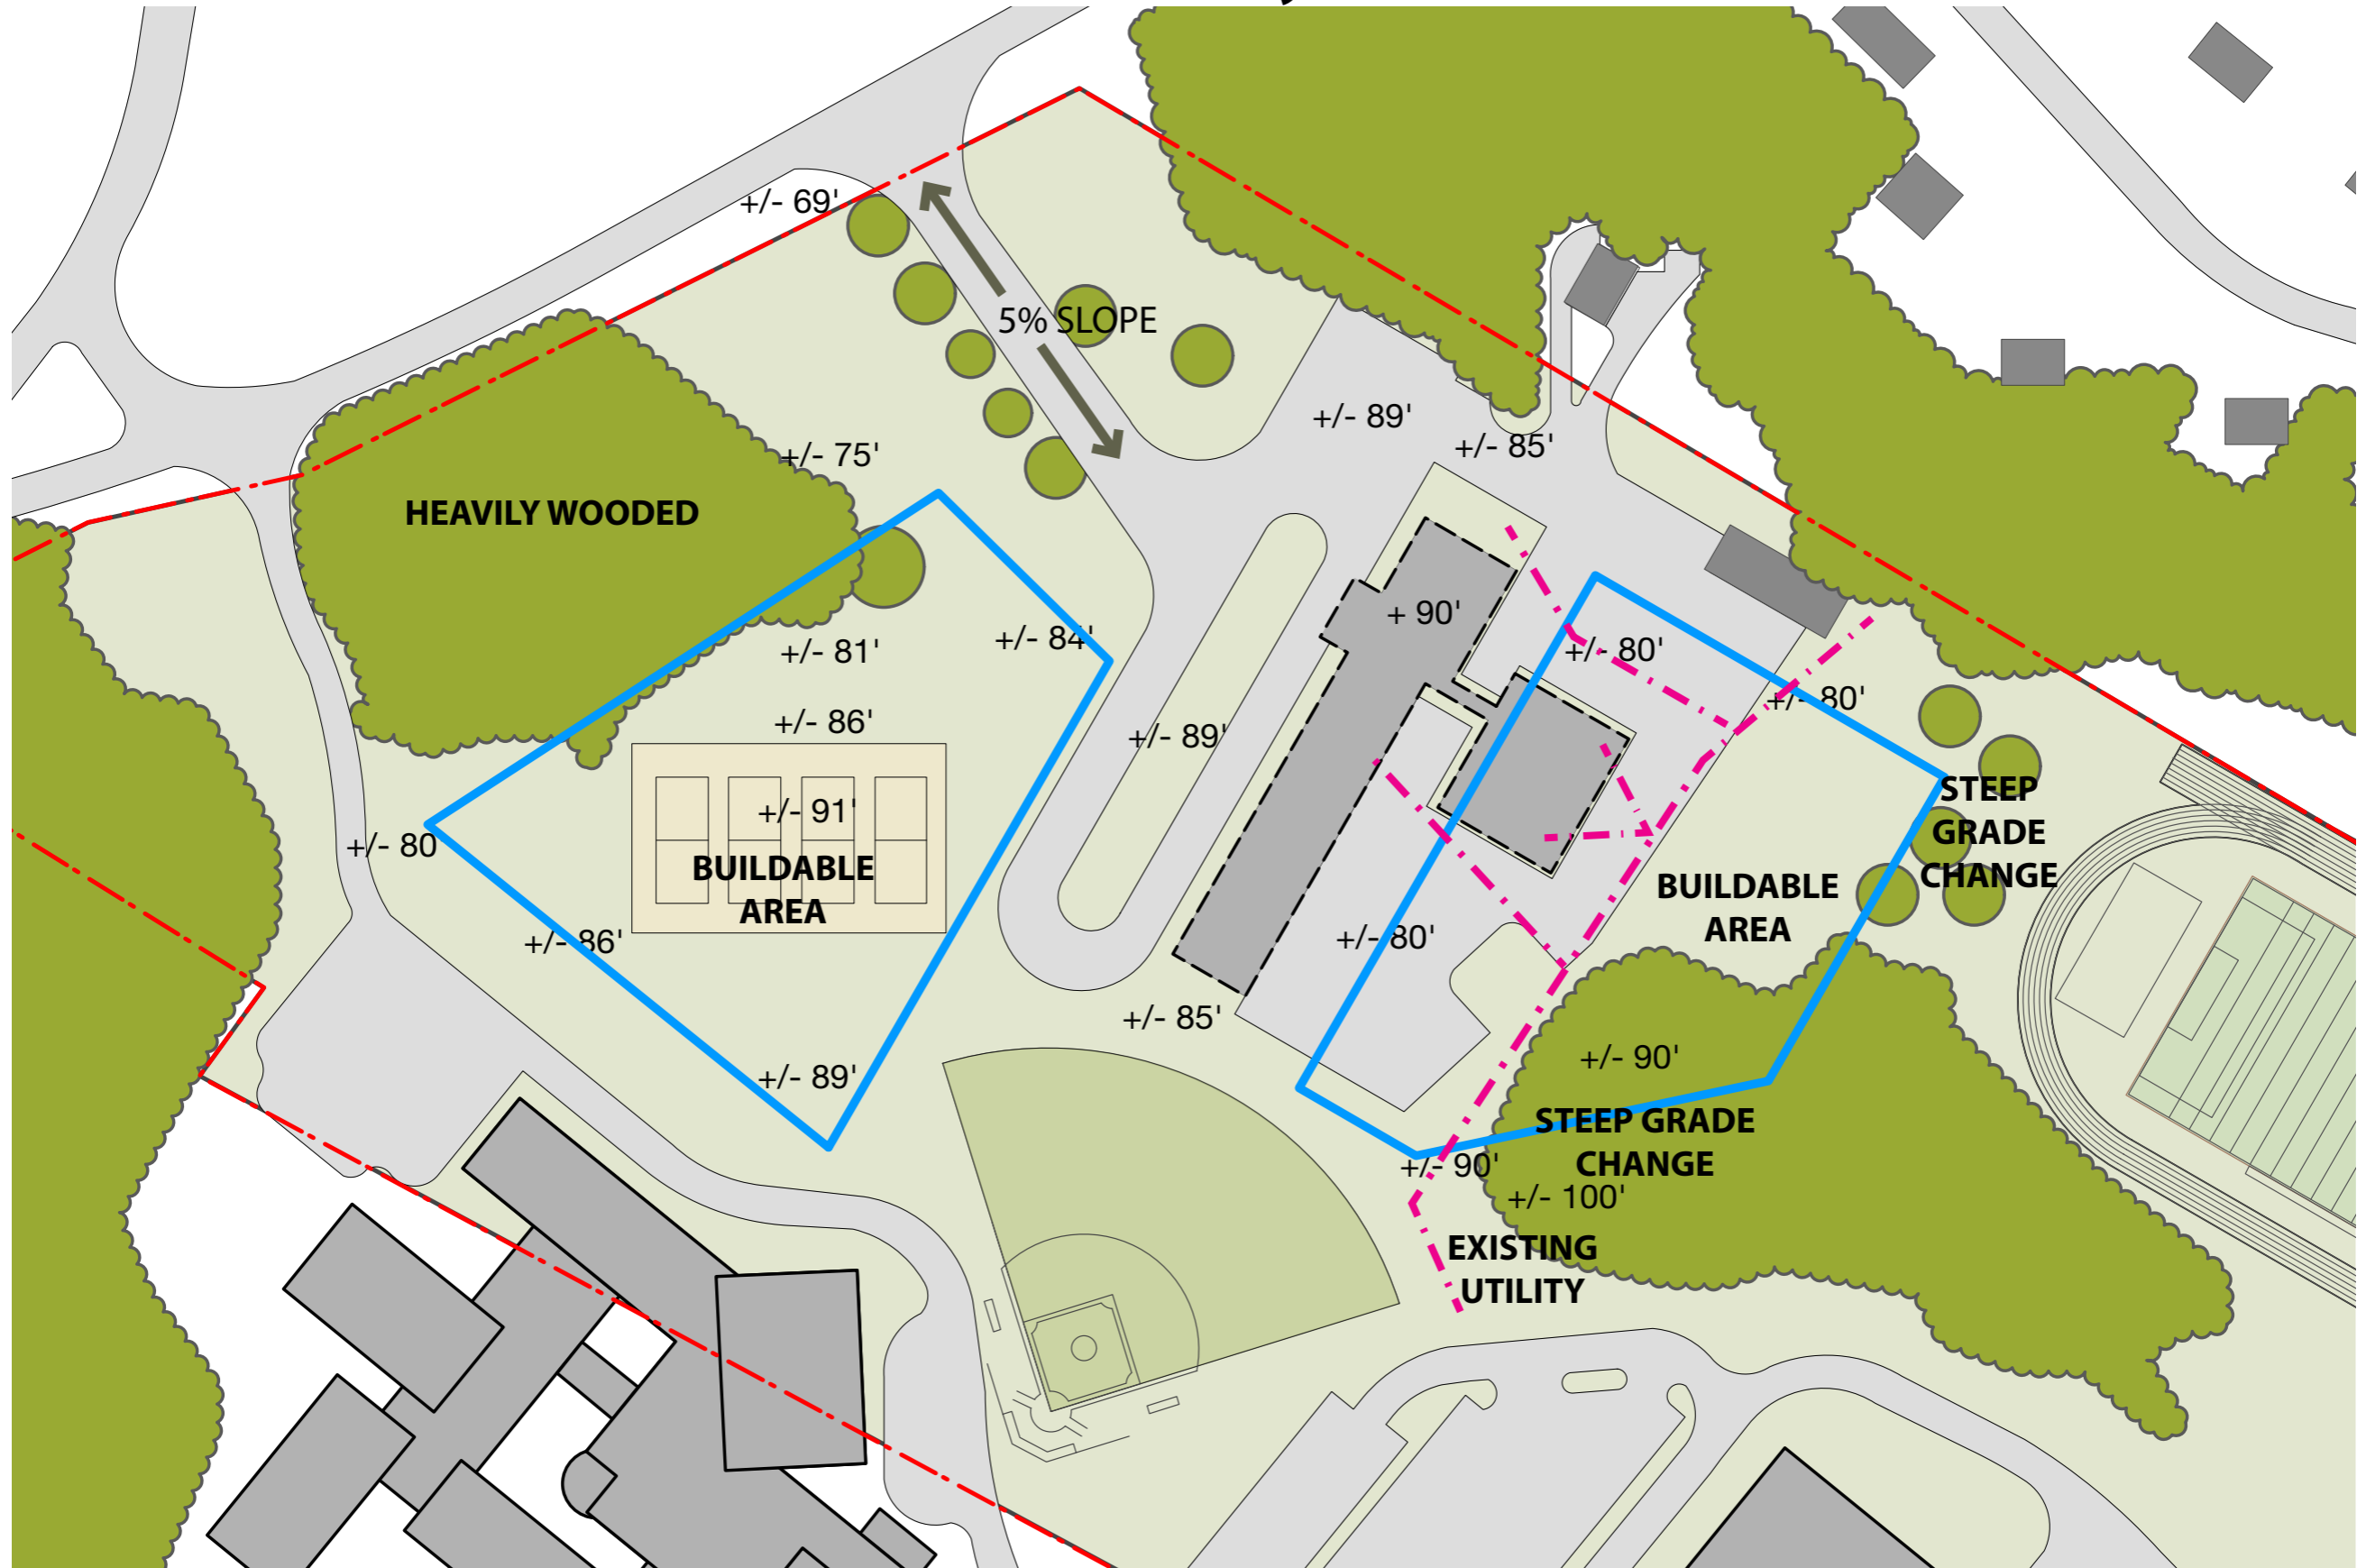 +/- 69'
5% SLOPE
+/- 89'
+/- 85'
+/- 75'
HEAVILY WOODED
+ 90'
+/- 84'
+/- 81'
+/- 80'
+/- 80'
+/- 86'
+/- 89'
+/- 91'
STEEP
GRADE
CHANGE
+/- 80
BUILDABLE
AREA
BUILDABLE
AREA
+/- 86'
+/- 80'
+/- 85'
+/- 90'
+/- 89'
STEEP GRADE
CHANGE
+/- 90'
+/- 100'
EXISTING
UTILITY